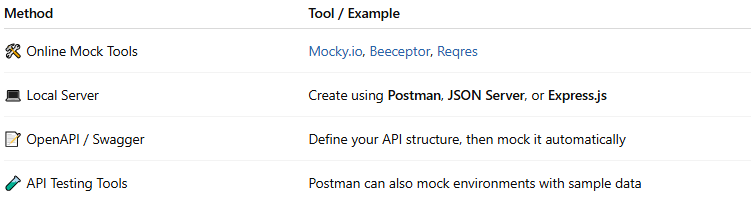 Method Tool / Example
🛠 Online Mock Tools Mocky.io, Beeceptor, Reqres
💻 Local Server Create using Postman, JSON Server, or Express.js
📝 OpenAPI / Swagger Define your API structure, then mock it automatically
🧪 API Testing Tools Postman can also mock environments with sample data